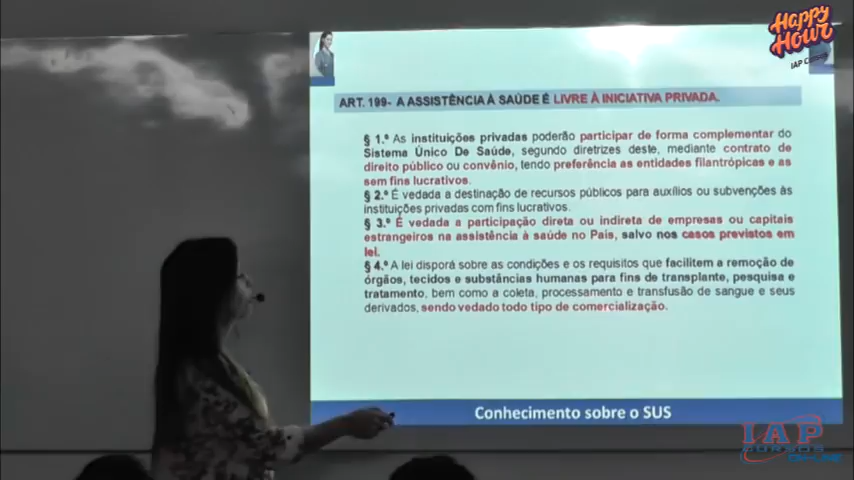 Happy
Hour
IAP Cursos
ART. 199- A ASSISTÊNCIA À SAÚDE É LIVRE À INICIATIVA PRIVADA.
§ 1.º As instituições privadas poderão participar de forma complementar do
Sistema Único De Saúde, segundo diretrizes deste, mediante contrato de
direito público ou convênio, tendo preferência as entidades filantrópicas e as
sem fins lucrativos.
§ 2.º É vedada a destinação de recursos públicos para auxílios ou subvenções às
instituições privadas com fins lucrativos.
§ 3.º É vedada a participação direta ou indireta de empresas ou capitais
estrangeiros na assistência à saúde no País, salvo nos casos previstos em
lei.
§ 4.º A lei disporá sobre as condições e os requisitos que facilitem a remoção de
órgãos, tecidos e substâncias humanas para fins de transplante, pesquisa e
tratamento, bem como a coleta, processamento e transfusão de sangue e seus
derivados, sendo vedado todo tipo de comercialização.
Conhecimento sobre o SUS
IAP
CURSOS
ONLINE